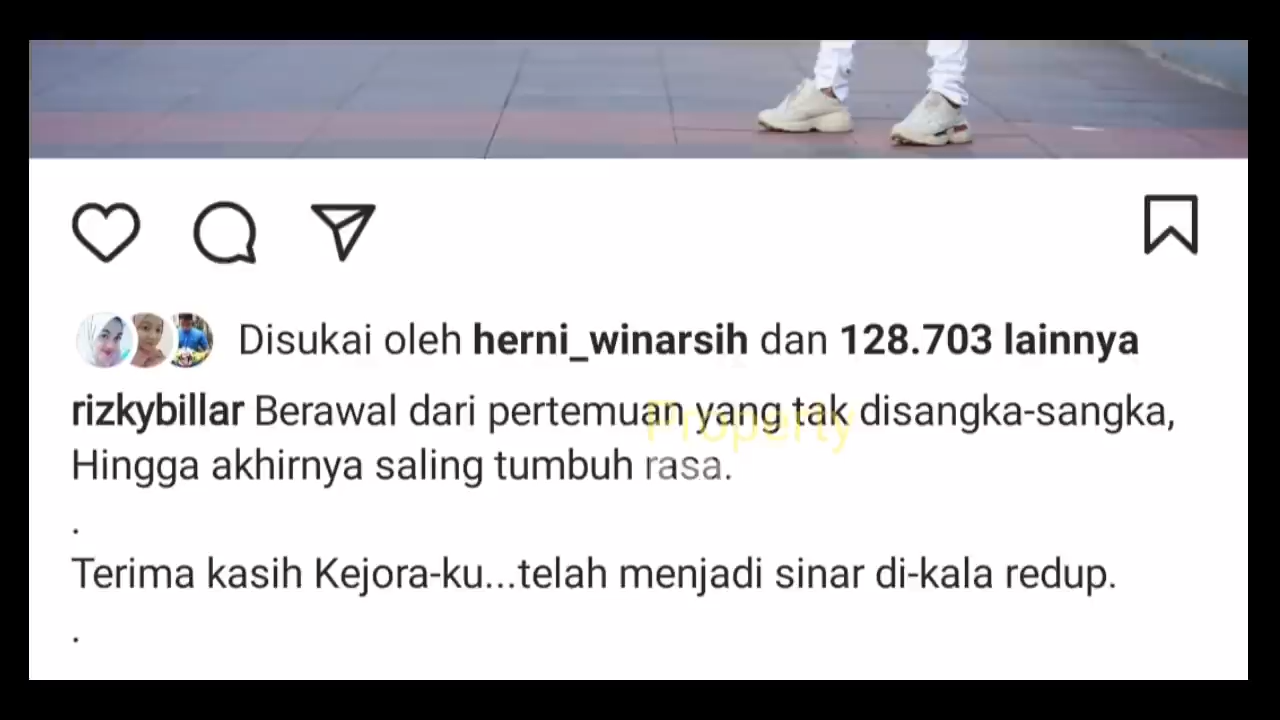 Disukai oleh herni_winarsih dan 128.703 lainnya
rizkybillar Berawal dari pertemuan yang tak disangka-sangka,
Hingga akhirnya saling tumbuh rasa.
.
Terima kasih Kejora-ku...telah menjadi sinar di-kala redup.
.
Property